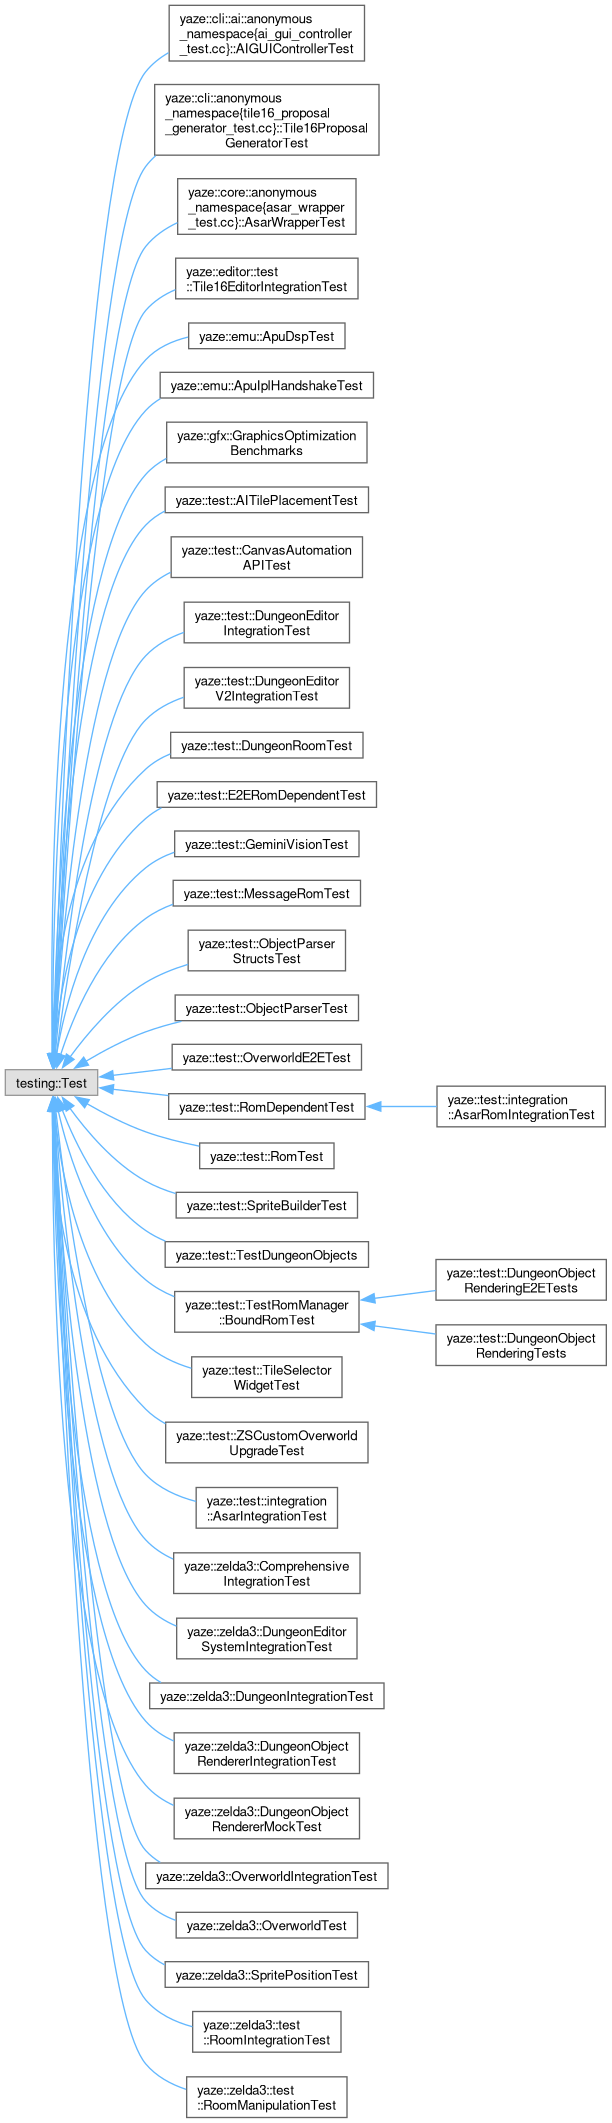 yaze::cli::ai::anonymous
_namespace{ai_gui_controller
_test.cc}::AIGUIControllerTest
yaze::cli::anonymous
_namespace{tile16_proposal
_generator_test.cc}::Tile16Proposal
GeneratorTest
yaze::core::anonymous
_namespace{asar_wrapper
_test.cc}::AsarWrapperTest
yaze::editor::test
::Tile16EditorIntegrationTest
yaze::emu::ApuDspTest
yaze::emu::ApuIplHandshakeTest
yaze::gfx::GraphicsOptimization
Benchmarks
yaze::test::AITilePlacementTest
yaze::test::CanvasAutomation
APITest
yaze::test::DungeonEditor
IntegrationTest
yaze::test::DungeonEditor
V2IntegrationTest
yaze::test::DungeonRoomTest
yaze::test::E2ERomDependentTest
yaze::test::GeminiVisionTest
yaze::test::MessageRomTest
yaze::test::ObjectParser
StructsTest
yaze::test::ObjectParserTest
yaze::test::OverworldE2ETest
testing::Test
yaze::test::RomDependentTest
yaze::test::integration
::AsarRomIntegrationTest
yaze::test::RomTest
yaze::test::SpriteBuilderTest
yaze::test::TestDungeonObjects
yaze::test::TestRomManager
::BoundRomTest
yaze::test::DungeonObject
RenderingE2ETests
yaze::test::DungeonObject
RenderingTests
yaze::test::TileSelector
WidgetTest
yaze::test::ZSCustomOverworld
UpgradeTest
yaze::test::integration
::AsarIntegrationTest
yaze::zelda3::Comprehensive
IntegrationTest
yaze::zelda3::DungeonEditor
SystemIntegrationTest
yaze::zelda3::DungeonIntegrationTest
yaze::zelda3::DungeonObject
RendererIntegrationTest
yaze::zelda3::DungeonObject
RendererMockTest
yaze::zelda3::OverworldIntegrationTest
yaze::zelda3::OverworldTest
yaze::zelda3::SpritePositionTest
yaze::zelda3::test
::RoomIntegrationTest
yaze::zelda3::test
::RoomManipulationTest